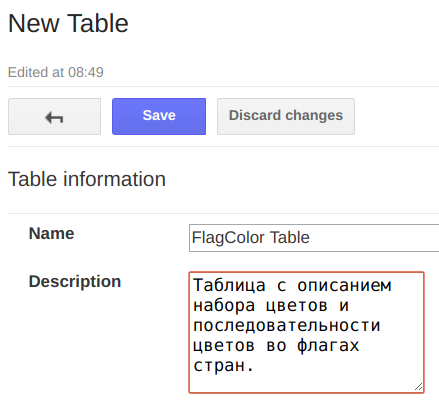 New Table
Edited at 08:49
Save
Discard changes
Table information
Name
FlagColor Table
Description
Таблица с описанием
набора цветов и
последовательности
цветов во флагах
стран.